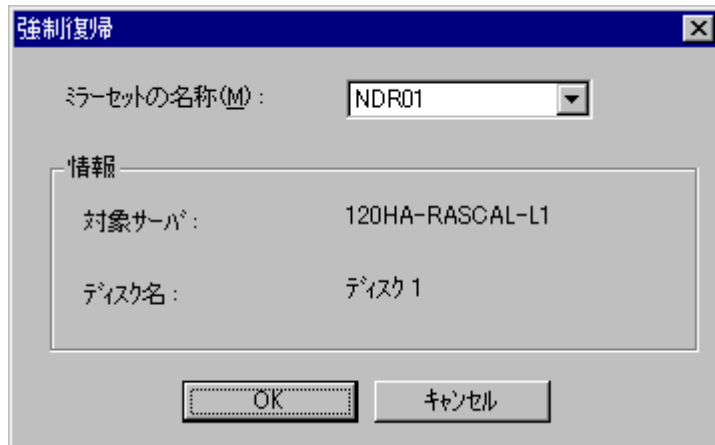 強制復帰
ミラーセットの名称(M) : NDR01
情報
対象サーバ : 120HA-RASCAL-L1
ディスク名 : ディスク 1
OK キャンセル